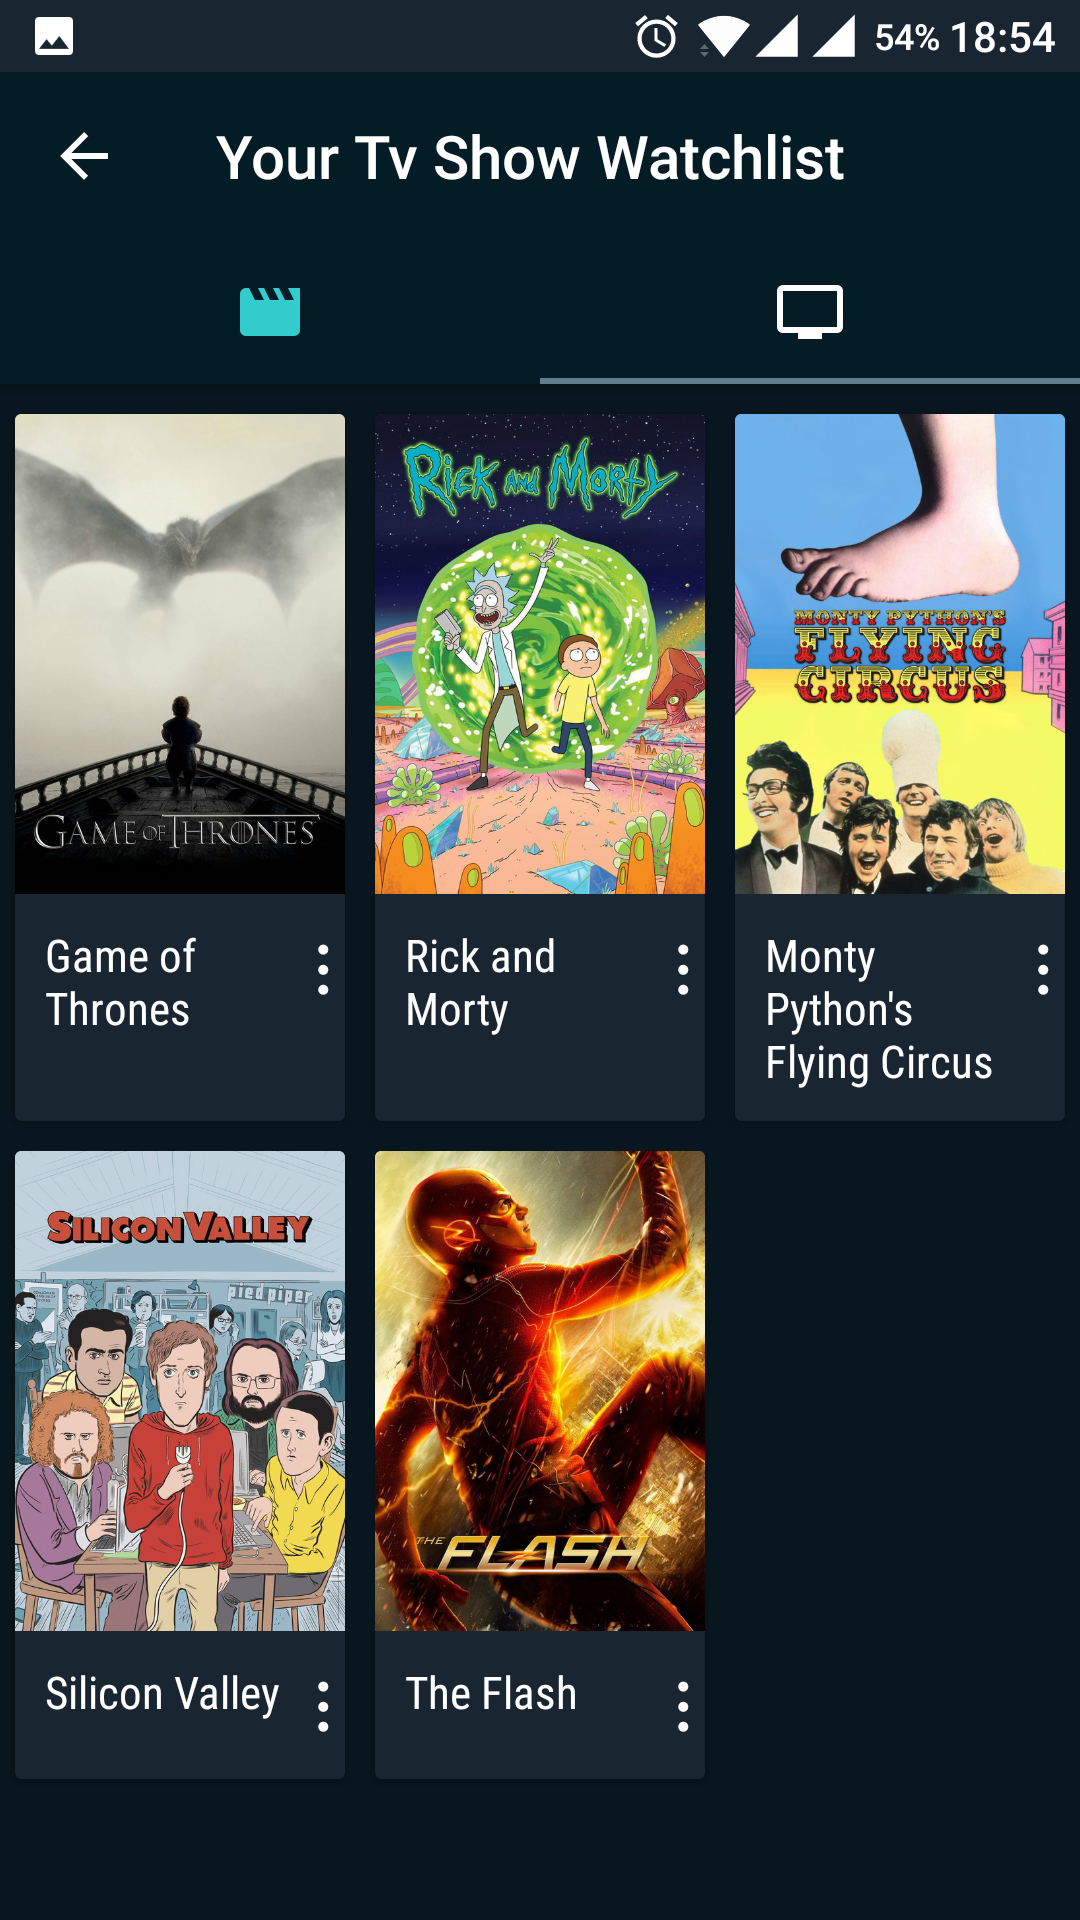 54% 18:54
Your Tv Show Watchlist
GAME OF THRONES
RICK AND MORTY
MONTY PYTHON'S
FLYING
CIRCUS
Game of
Thrones
Rick and
Morty
Monty
Python's
Flying Circus
SILICON VALLEY
pied piper
THE
FLASH
Silicon Valley
The Flash